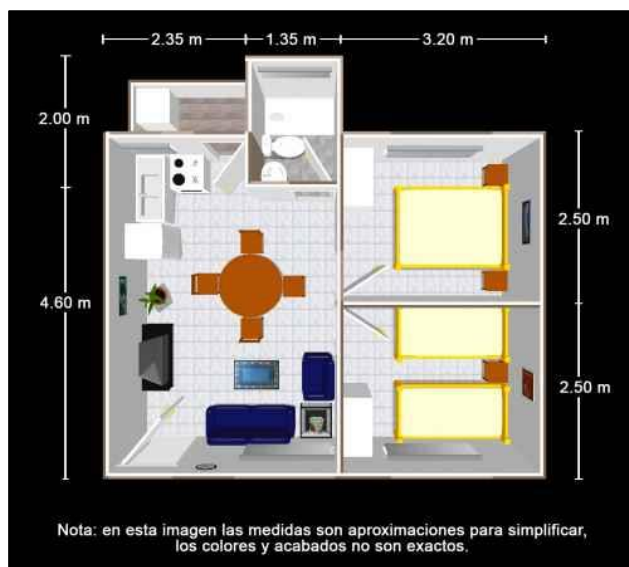 2.35 m 1.35 m 3.20 m
2.00 m
2.50 m
4.60 m
2.50 m
Nota: en esta imagen las medidas son aproximaciones para simplificar,
los colores y acabados no son exactos.